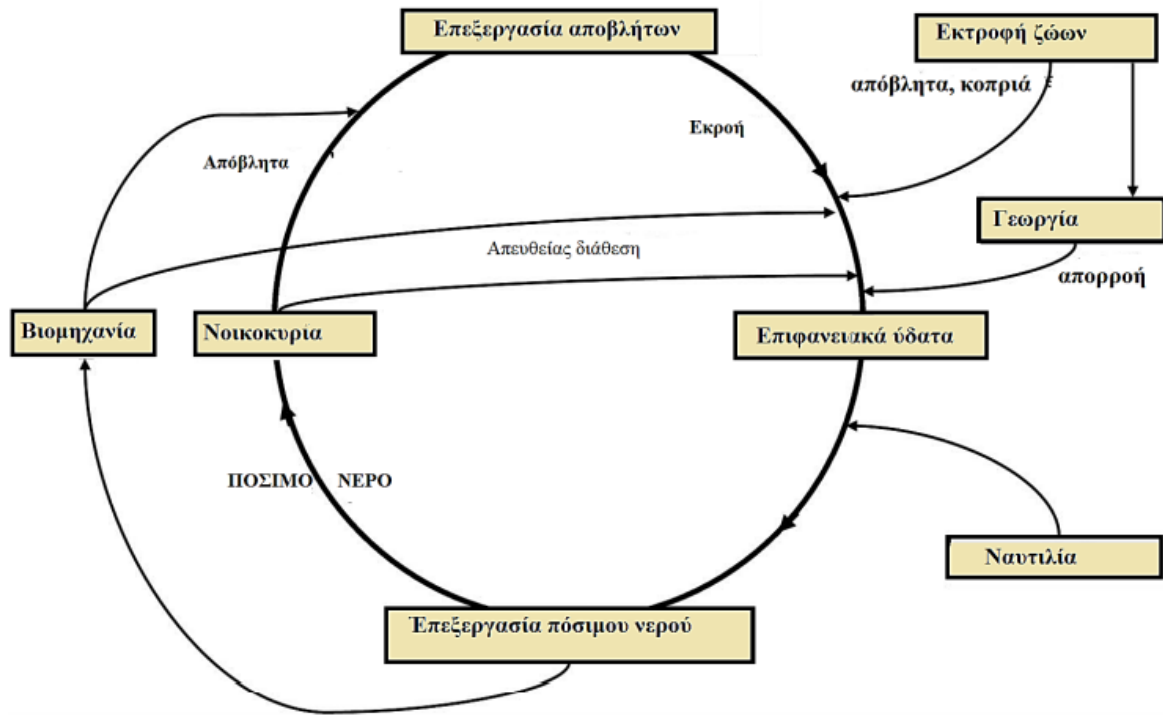 Επεξεργασία αποβλήτων
Εκτροφή ζώων
απόβλητα, κοπριά
Εκροή
Απόβλητα
Γεωργία
Απευθείας διάθεση
απορροή
Βιομηχανία
Νοικοκυρία
Επιφανειακά ύδατα
ΠΟΣΙΜΟ ΝΕΡΟ
Ναυτιλία
Έπεξεργασία πόσιμου νερού